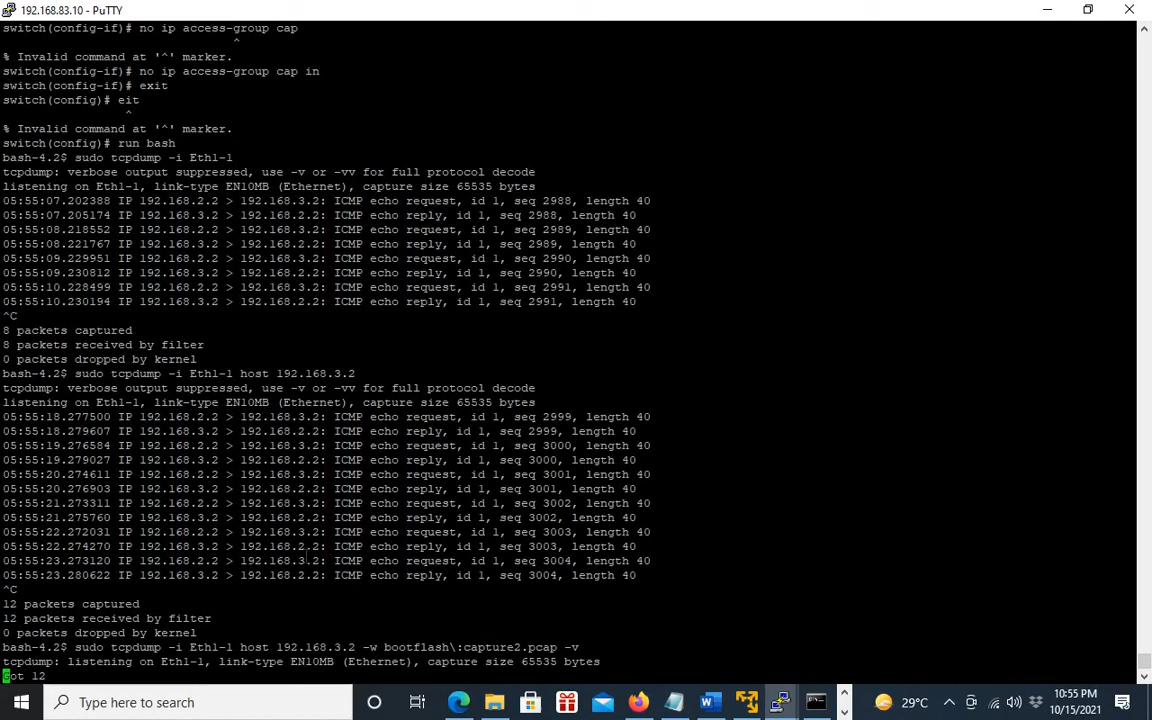 192.168.83.10 - PuTTY
switch(config-if)# no ip access-group cap
^
% Invalid command at '^' marker.
switch(config-if)# no ip access-group cap in
switch(config-if)# exit
switch(config)# eit
^
% Invalid command at '^' marker.
switch(config)# run bash
bash-4.2$ sudo tcpdump -i Eth1-1
tcpdump: verbose output suppressed, use -v or -vv for full protocol decode
listening on Eth1-1, link-type EN10MB (Ethernet), capture size 65535 bytes
05:55:07.202388 IP 192.168.2.2 > 192.168.3.2: ICMP echo request, id 1, seq 2988, length 40
05:55:07.205174 IP 192.168.3.2 > 192.168.2.2: ICMP echo reply, id 1, seq 2988, length 40
05:55:08.218552 IP 192.168.2.2 > 192.168.3.2: ICMP echo request, id 1, seq 2989, length 40
05:55:08.221767 IP 192.168.3.2 > 192.168.2.2: ICMP echo reply, id 1, seq 2989, length 40
05:55:09.229951 IP 192.168.2.2 > 192.168.3.2: ICMP echo request, id 1, seq 2990, length 40
05:55:09.230812 IP 192.168.3.2 > 192.168.2.2: ICMP echo reply, id 1, seq 2990, length 40
05:55:10.228499 IP 192.168.2.2 > 192.168.3.2: ICMP echo request, id 1, seq 2991, length 40
05:55:10.230194 IP 192.168.3.2 > 192.168.2.2: ICMP echo reply, id 1, seq 2991, length 40
^C
8 packets captured
8 packets received by filter
0 packets dropped by kernel
bash-4.2$ sudo tcpdump -i Eth1-1 host 192.168.3.2
tcpdump: verbose output suppressed, use -v or -vv for full protocol decode
listening on Eth1-1, link-type EN10MB (Ethernet), capture size 65535 bytes
05:55:18.277500 IP 192.168.2.2 > 192.168.3.2: ICMP echo request, id 1, seq 2999, length 40
05:55:18.279607 IP 192.168.3.2 > 192.168.2.2: ICMP echo reply, id 1, seq 2999, length 40
05:55:19.276584 IP 192.168.2.2 > 192.168.3.2: ICMP echo request, id 1, seq 3000, length 40
05:55:19.279027 IP 192.168.3.2 > 192.168.2.2: ICMP echo reply, id 1, seq 3000, length 40
05:55:20.274611 IP 192.168.2.2 > 192.168.3.2: ICMP echo request, id 1, seq 3001, length 40
05:55:20.276903 IP 192.168.3.2 > 192.168.2.2: ICMP echo reply, id 1, seq 3001, length 40
05:55:21.273311 IP 192.168.2.2 > 192.168.3.2: ICMP echo request, id 1, seq 3002, length 40
05:55:21.275760 IP 192.168.3.2 > 192.168.2.2: ICMP echo reply, id 1, seq 3002, length 40
05:55:22.272031 IP 192.168.2.2 > 192.168.3.2: ICMP echo request, id 1, seq 3003, length 40
05:55:22.274270 IP 192.168.3.2 > 192.168.2.2: ICMP echo reply, id 1, seq 3003, length 40
05:55:23.273120 IP 192.168.2.2 > 192.168.3.2: ICMP echo request, id 1, seq 3004, length 40
05:55:23.280622 IP 192.168.3.2 > 192.168.2.2: ICMP echo reply, id 1, seq 3004, length 40
^C
12 packets captured
12 packets received by filter
0 packets dropped by kernel
bash-4.2$ sudo tcpdump -i Eth1-1 host 192.168.3.2 -w bootflash\:capture2.pcap -v
tcpdump: listening on Eth1-1, link-type EN10MB (Ethernet), capture size 65535 bytes
Got 12
Type here to search
29°C
10:55 PM
10/15/2021